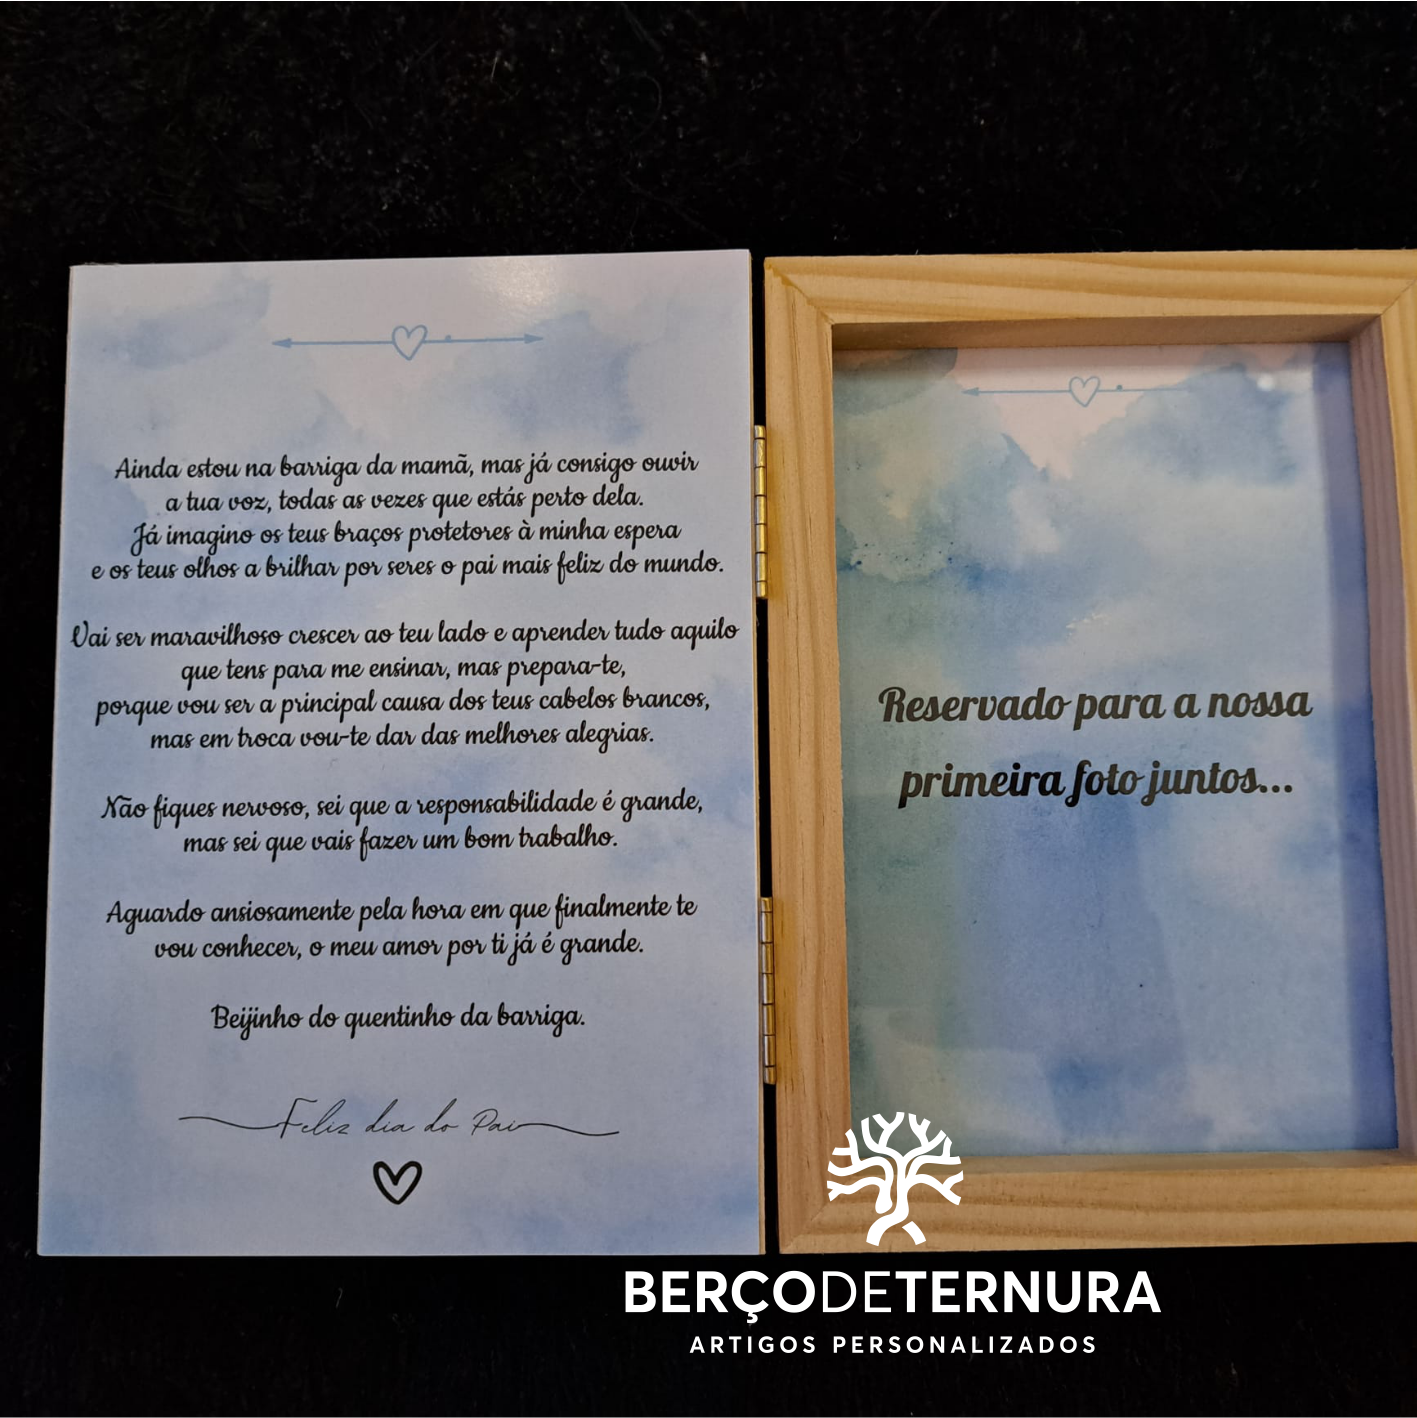 Ainda estou na barriga da mamã, mas já consigo ouvir
a tua voz, todas as vezes que estás perto dela.
Já imagino os teus braços protetores à minha espera
e os teus olhos a brilhar por seres o pai mais feliz do mundo.
Vai ser maravilhoso crescer ao teu lado e aprender tudo aquilo
que tens para me ensinar, mas prepara-te,
porque vou ser a principal causa dos teus cabelos brancos,
mas em troca vou-te dar das melhores alegrias.
Não fiques nervoso, sei que a responsabilidade é grande,
mas sei que vais fazer um bom trabalho.
Aguardo ansiosamente pela hora em que finalmente te
vou conhecer, o meu amor por ti já é grande.
Beijinho do quentinho da barriga.
Feliz dia do Pai
Reservado para a nossa
primeira foto juntos...
BERÇODETERNURA
ARTIGOS PERSONALIZADOS